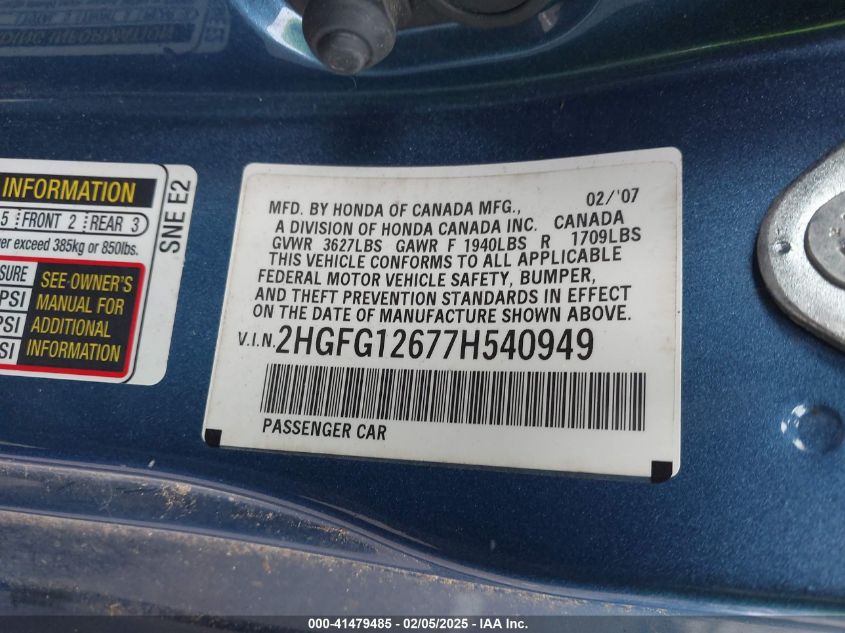 INFORMATION
5 FRONT 2 REAR 3
ver exceed 385kg or 850lbs.
SURE
PSI
PSI
SI
SEE OWNER'S
MANUAL FOR
ADDITIONAL
INFORMATION
SNE E2
MFD. BY HONDA OF CANADA MFG., 02/'07
A DIVISION OF HONDA CANADA INC. CANADA
GVWR 3627LBS GAWR F 1940LBS R 1709LBS
THIS VEHICLE CONFORMS TO ALL APPLICABLE
FEDERAL MOTOR VEHICLE SAFETY, BUMPER,
AND THEFT PREVENTION STANDARDS IN EFFECT
ON THE DATE OF MANUFACTURE SHOWN ABOVE.
V.I.N. 2HGFG12677H540949
PASSENGER CAR
000-41479485 - 02/05/2025 - IAA Inc.